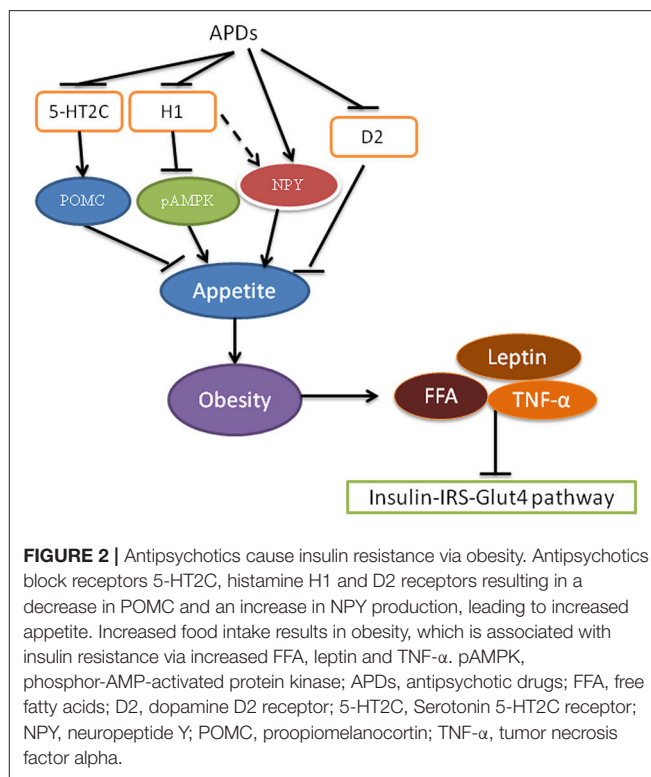 APDs
5-HT2C
H1
D2
POMC
pAMPK
NPY
Appetite
Obesity
Leptin
FFA
TNF-α
Insulin-IRS-Glut4 pathway
FIGURE 2 | Antipsychotics cause insulin resistance via obesity. Antipsychotics
block receptors 5-HT2C, histamine H1 and D2 receptors resulting in a
decrease in POMC and an increase in NPY production, leading to increased
appetite. Increased food intake results in obesity, which is associated with
insulin resistance via increased FFA, leptin and TNF-α. pAMPK,
phosphor-AMP-activated protein kinase; APDs, antipsychotic drugs; FFA, free
fatty acids; D2, dopamine D2 receptor; 5-HT2C, Serotonin 5-HT2C receptor;
NPY, neuropeptide Y; POMC, proopiomelanocortin; TNF-α, tumor necrosis
factor alpha.